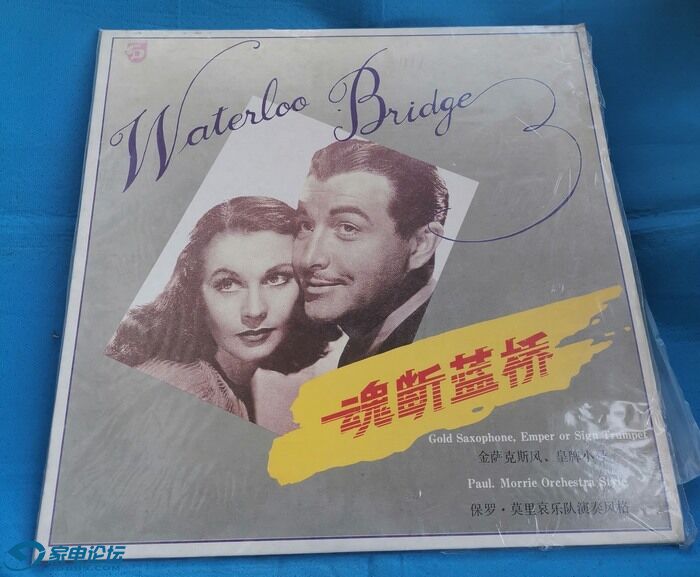 Waterloo Bridge
魂断蓝桥
Gold Saxophone, Emper or Sign Trumpet
金萨克斯风、皇牌小号
Paul. Morrie Orchestra Style
保罗·莫里哀乐队演奏风格
家电论坛